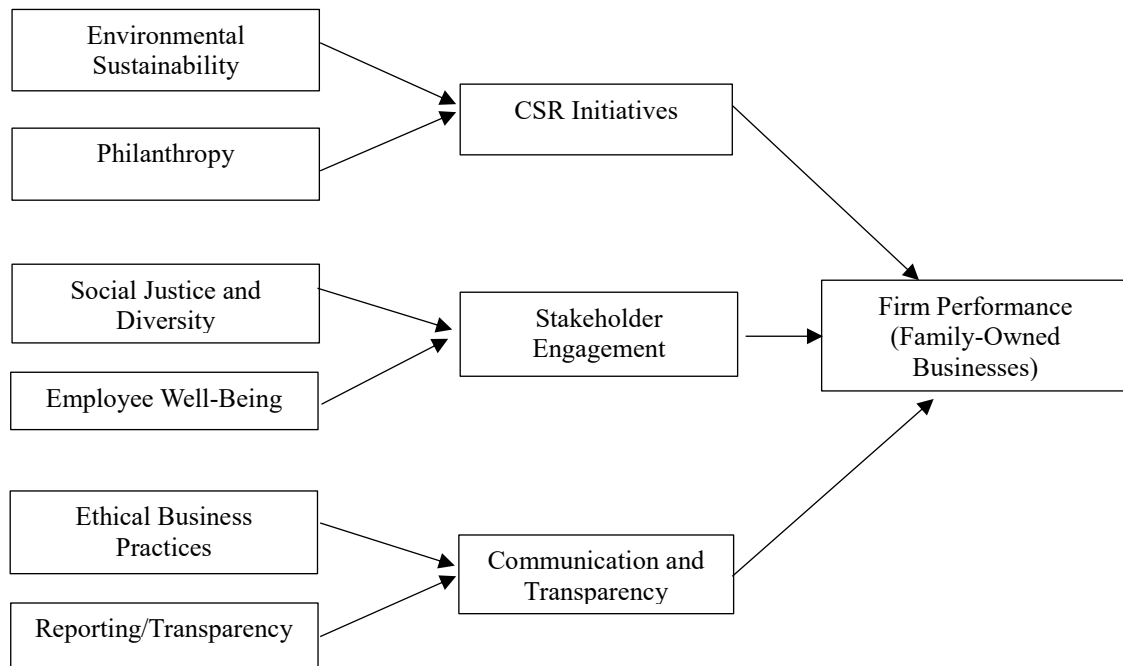 Environmental
Sustainability
Philanthropy
CSR Initiatives
Social Justice and
Diversity
Employee Well-Being
Stakeholder
Engagement
Firm Performance
(Family-Owned
Businesses)
Ethical Business
Practices
Reporting/Transparency
Communication and
Transparency